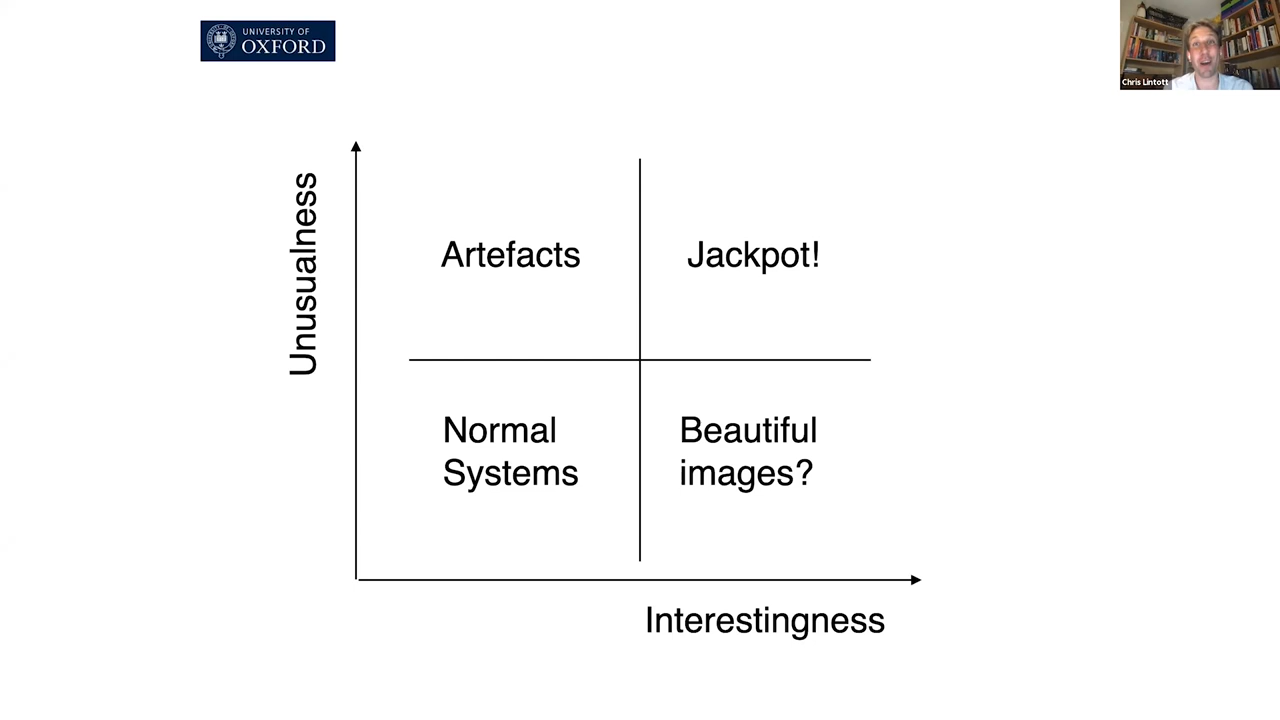 UNIVERSITY OF
OXFORD
Chris Lintott
Unusualness
Artefacts
Jackpot!
Normal
Systems
Beautiful
images?
Interestingness